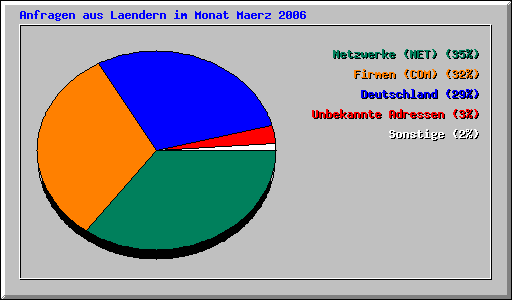 Anfragen aus Laendern im Monat Maerz 2006
Netzwerke (NET) (35%)
Firmen (COM) (32%)
Deutschland (29%)
Unbekannte Adressen (3%)
Sonstige (2%)